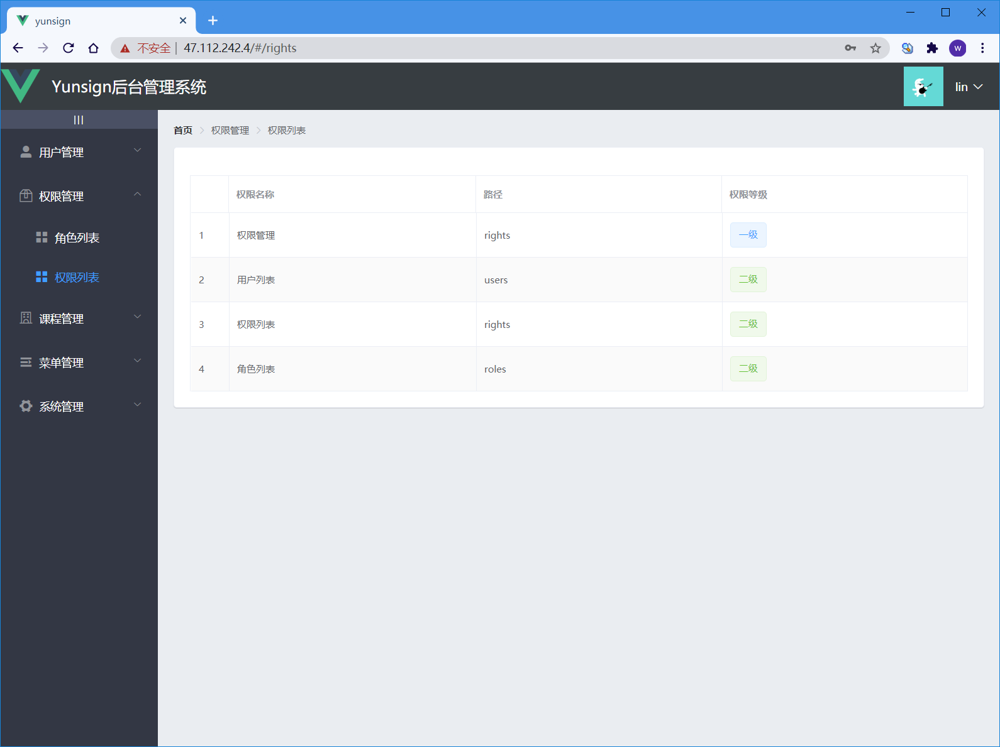 yunsign
不安全 | 47.112.242.4/#/rights
W
Yunsign后台管理系统
lin
首页 权限管理 权限列表
用户管理
权限管理
角色列表
权限列表
课程管理
菜单管理
系统管理
权限名称 路径 权限等级
1 权限管理 rights 一级
2 用户列表 users 二级
3 权限列表 rights 二级
4 角色列表 roles 二级